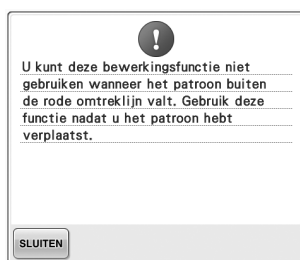 U kunt deze bewerkingsfunctie niet
gebruiken wanneer het patroon buiten
de rode omtreklijn valt. Gebruik deze
functie nadat u het patroon hebt
verplaatst.
SLUITEN